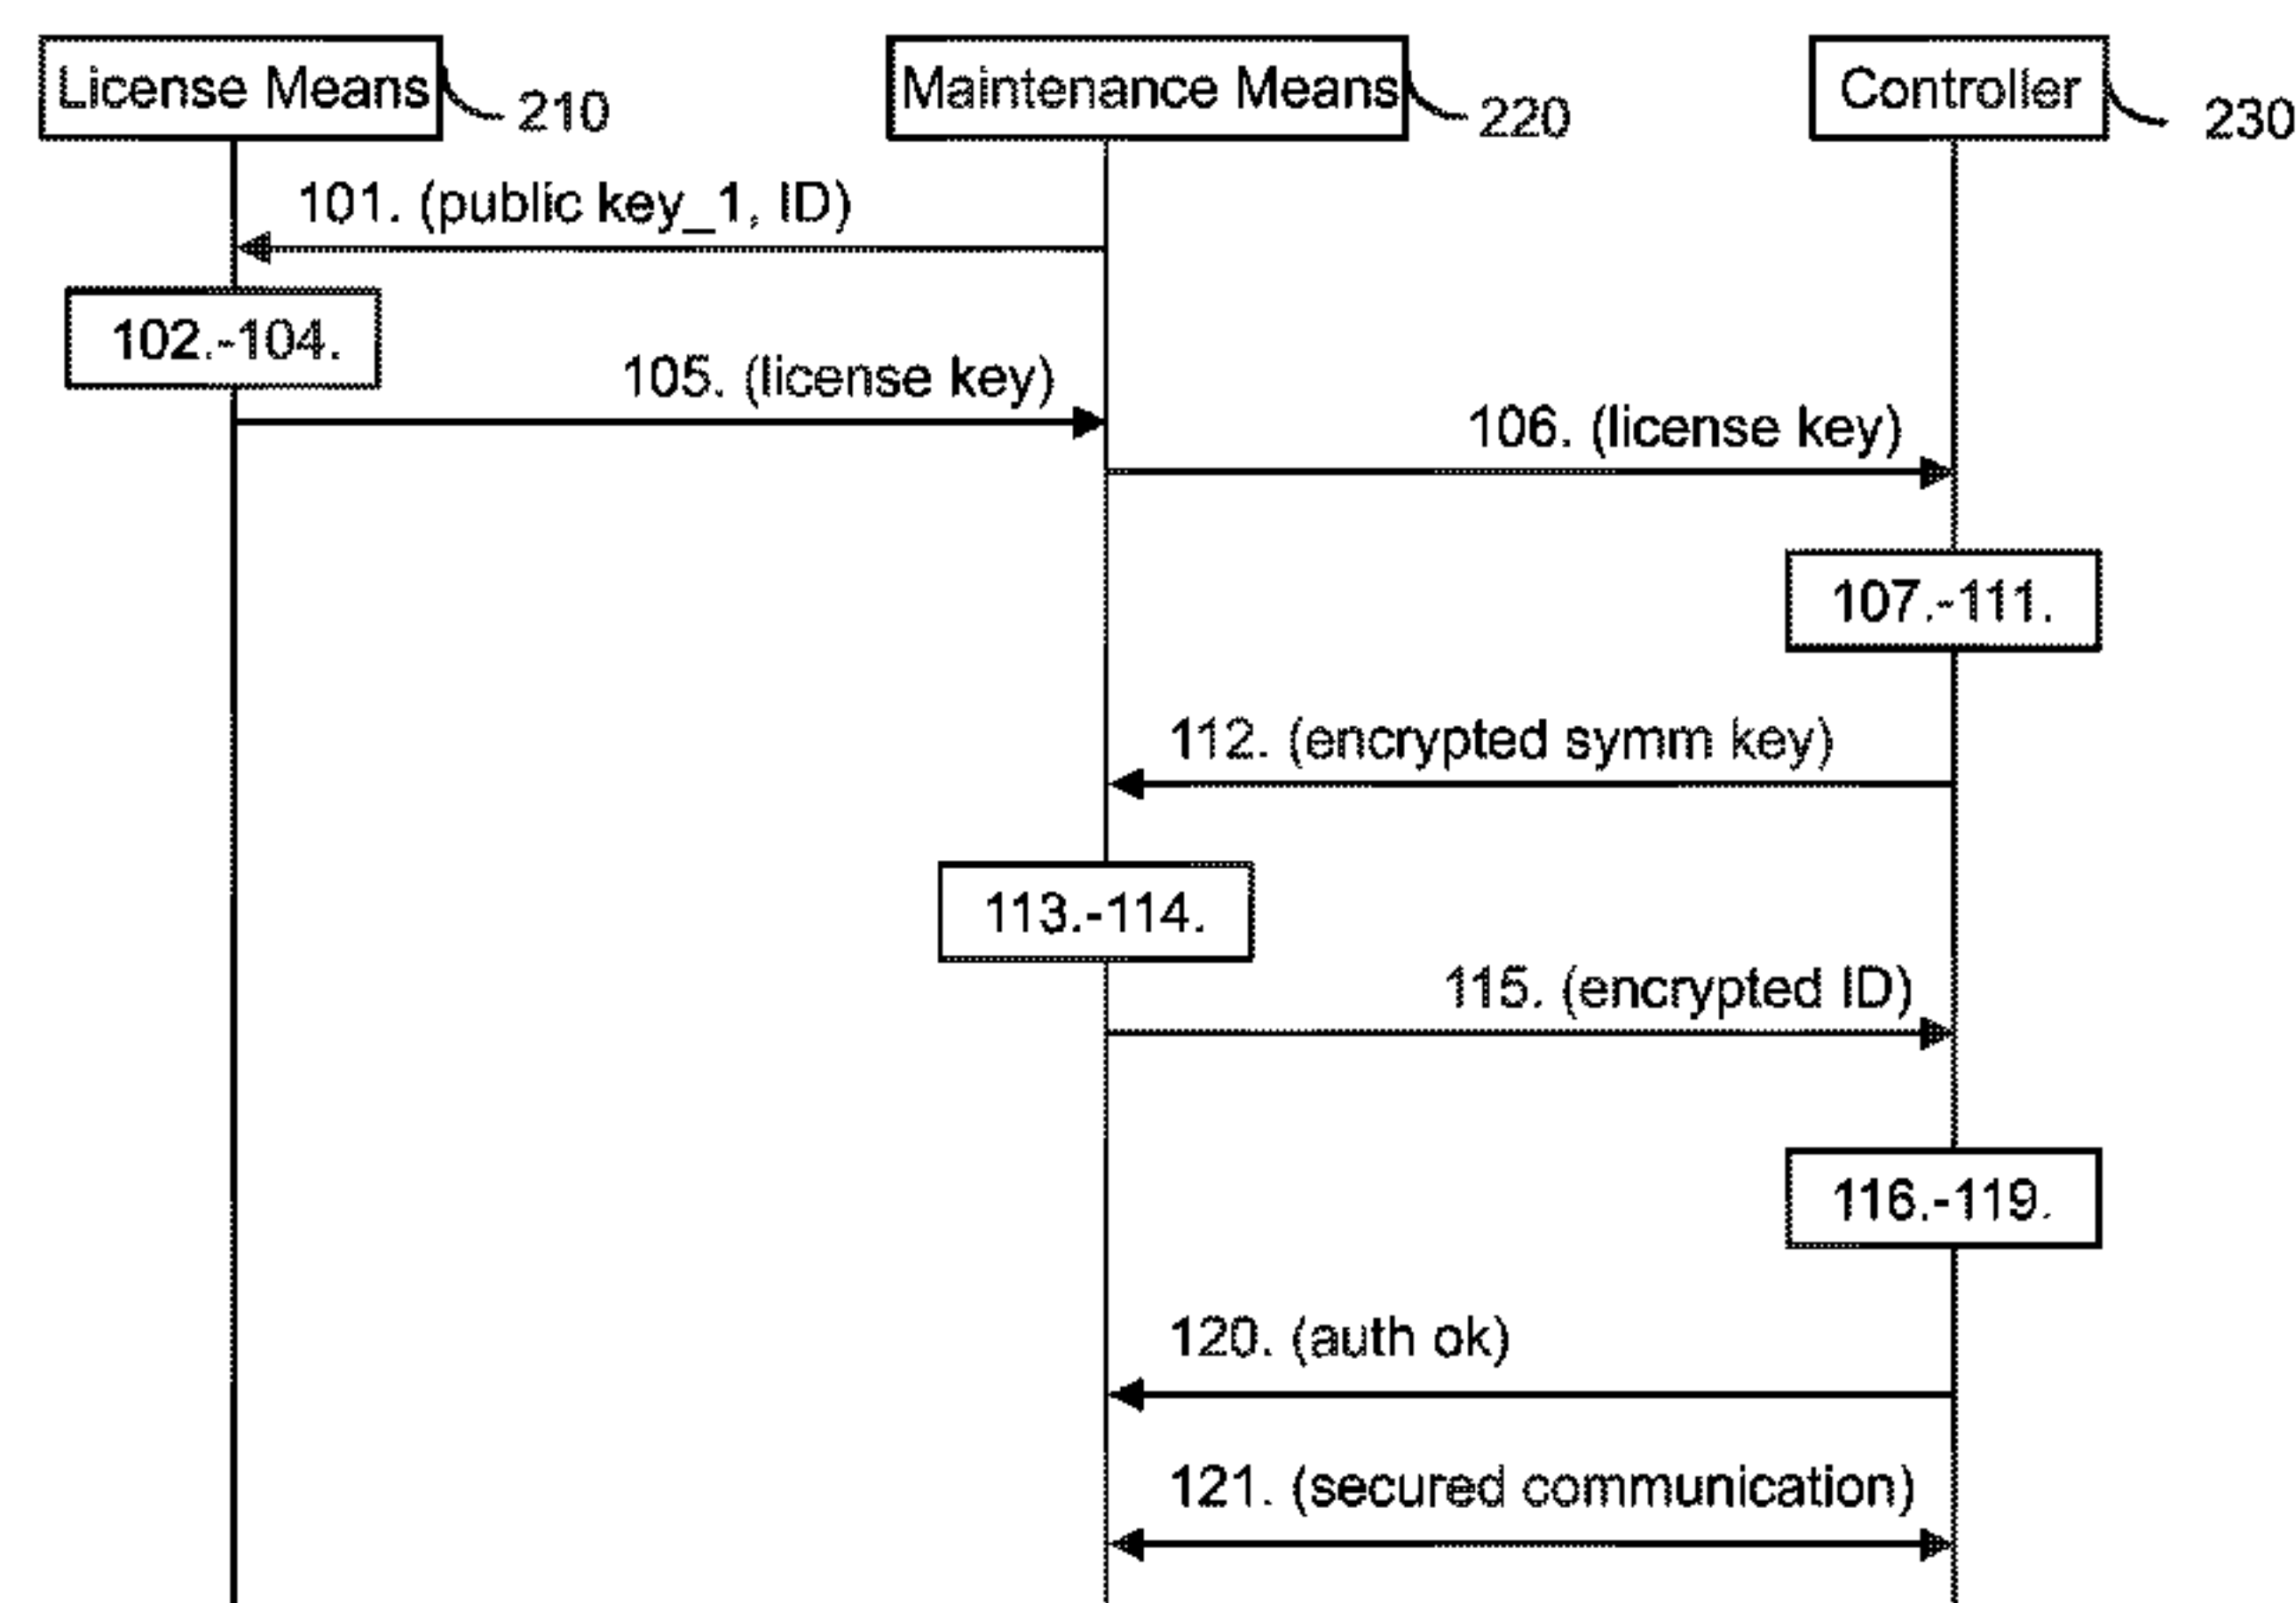 License Means
210
Maintenance Means
220
Controller
230
101. (public key_1, ID)
102.-104.
105. (license key)
106. (license key)
107.-111.
112. (encrypted symm key)
113.-114.
115. (encrypted ID)
116.-119.
120. (auth ok)
121. (secured communication)